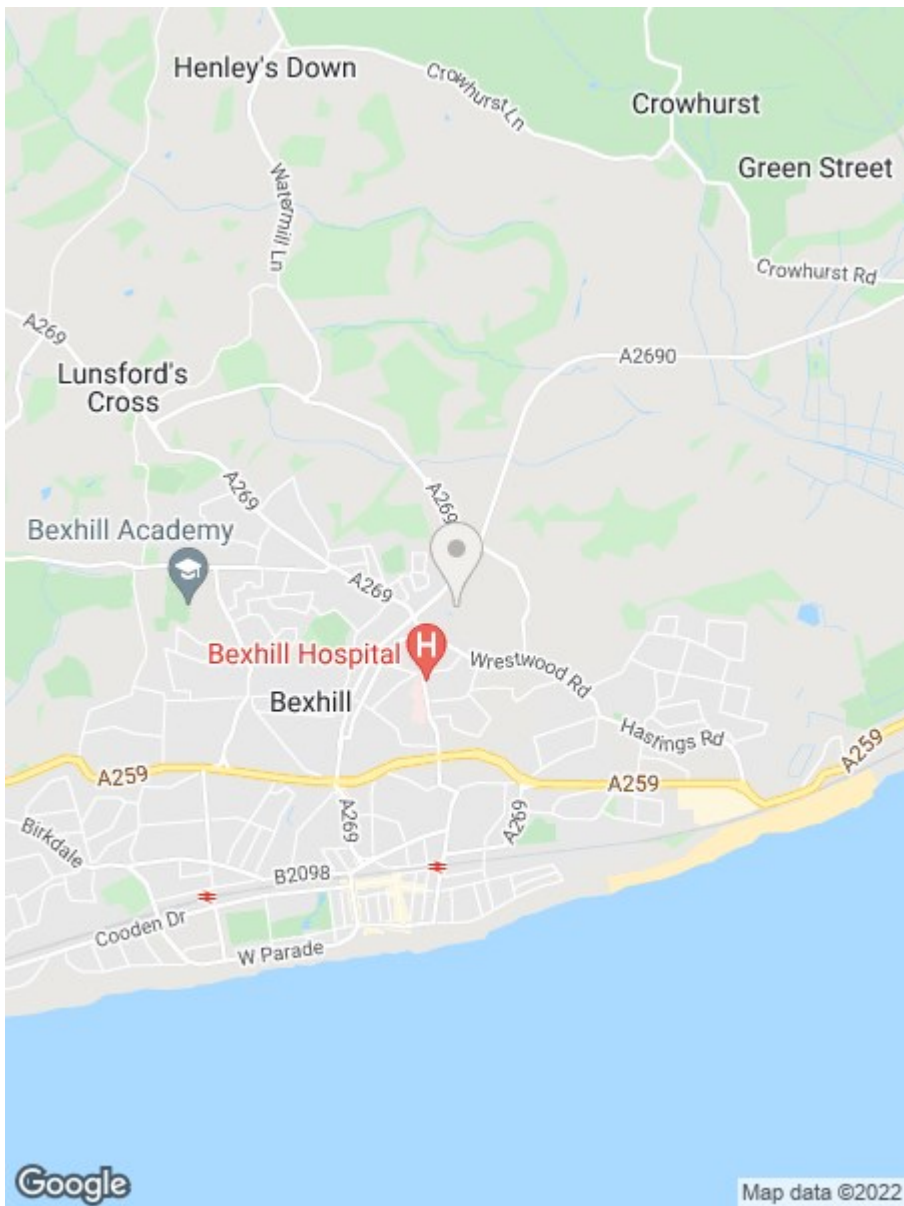 Henley's Down
Crowhurst Ln
Crowhurst
Green Street
Watermill Ln
Crowhurst Rd
A269
A2690
Lunsford's
Cross
A269
A269
Bexhill Academy
A269
Bexhill Hospital
H
Wrestwood Rd
Bexhill
Hastings Rd
A259
A259
A259
Birkdale
A269
A269
B2098
Cooden Dr
W Parade
Google
Map data ©2022